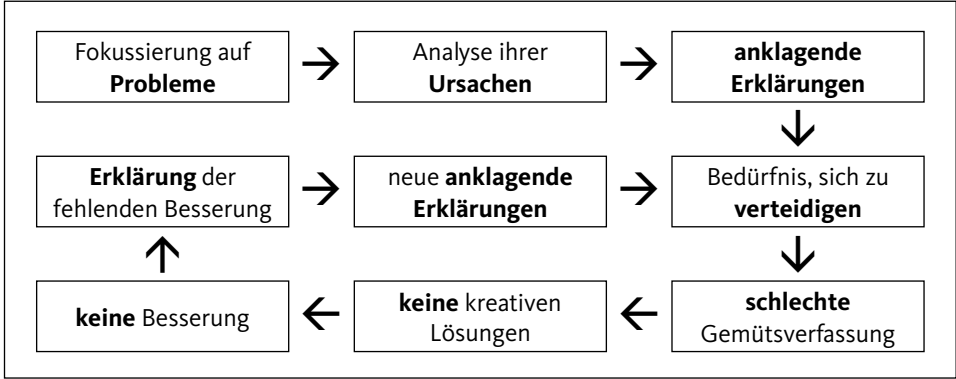 Fokussierung auf
Probleme
Analyse ihrer
Ursachen
anklagende
Erklärungen
Erklärung der
fehlenden Besserung
neue anklagende
Erklärungen
Bedürfnis, sich zu
verteidigen
keine Besserung
keine kreativen
Lösungen
schlechte
Gemütsverfassung